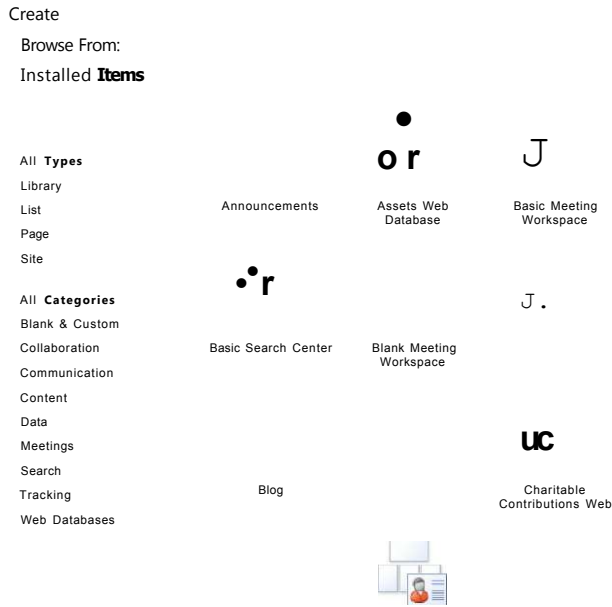 Create
Browse From:
Installed Items
All Types
Library
List
Page
Site
All Categories
Blank & Custom
Collaboration
Communication
Content
Data
Meetings
Search
Tracking
Web Databases
o r
J
Announcements
Assets Web
Database
Basic Meeting
Workspace
r
J.
Basic Search Center
Blank Meeting
Workspace
uc
Blog
Charitable
Contributions Web